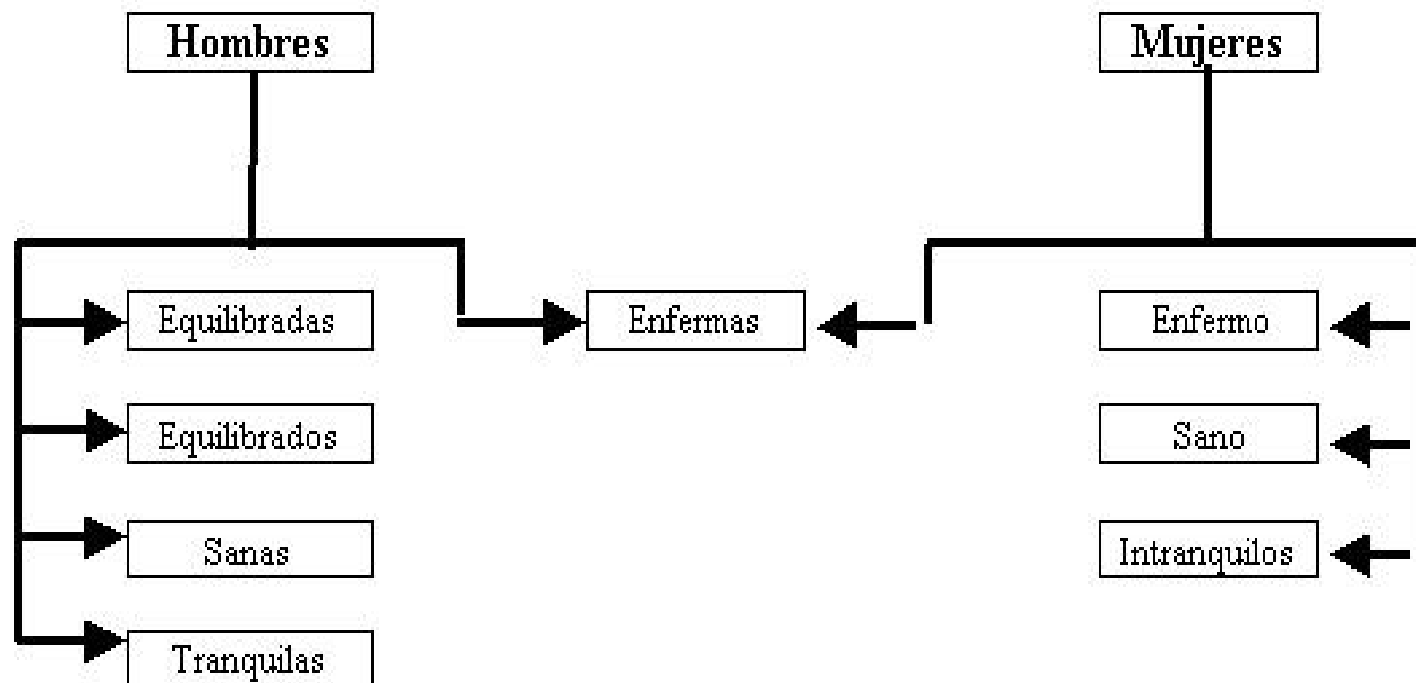 Hombres
Mujeres
Equilibradas
Enfermas
Enfermo
Equilibrados
Sano
Sanas
Intranquilos
Tranquilas